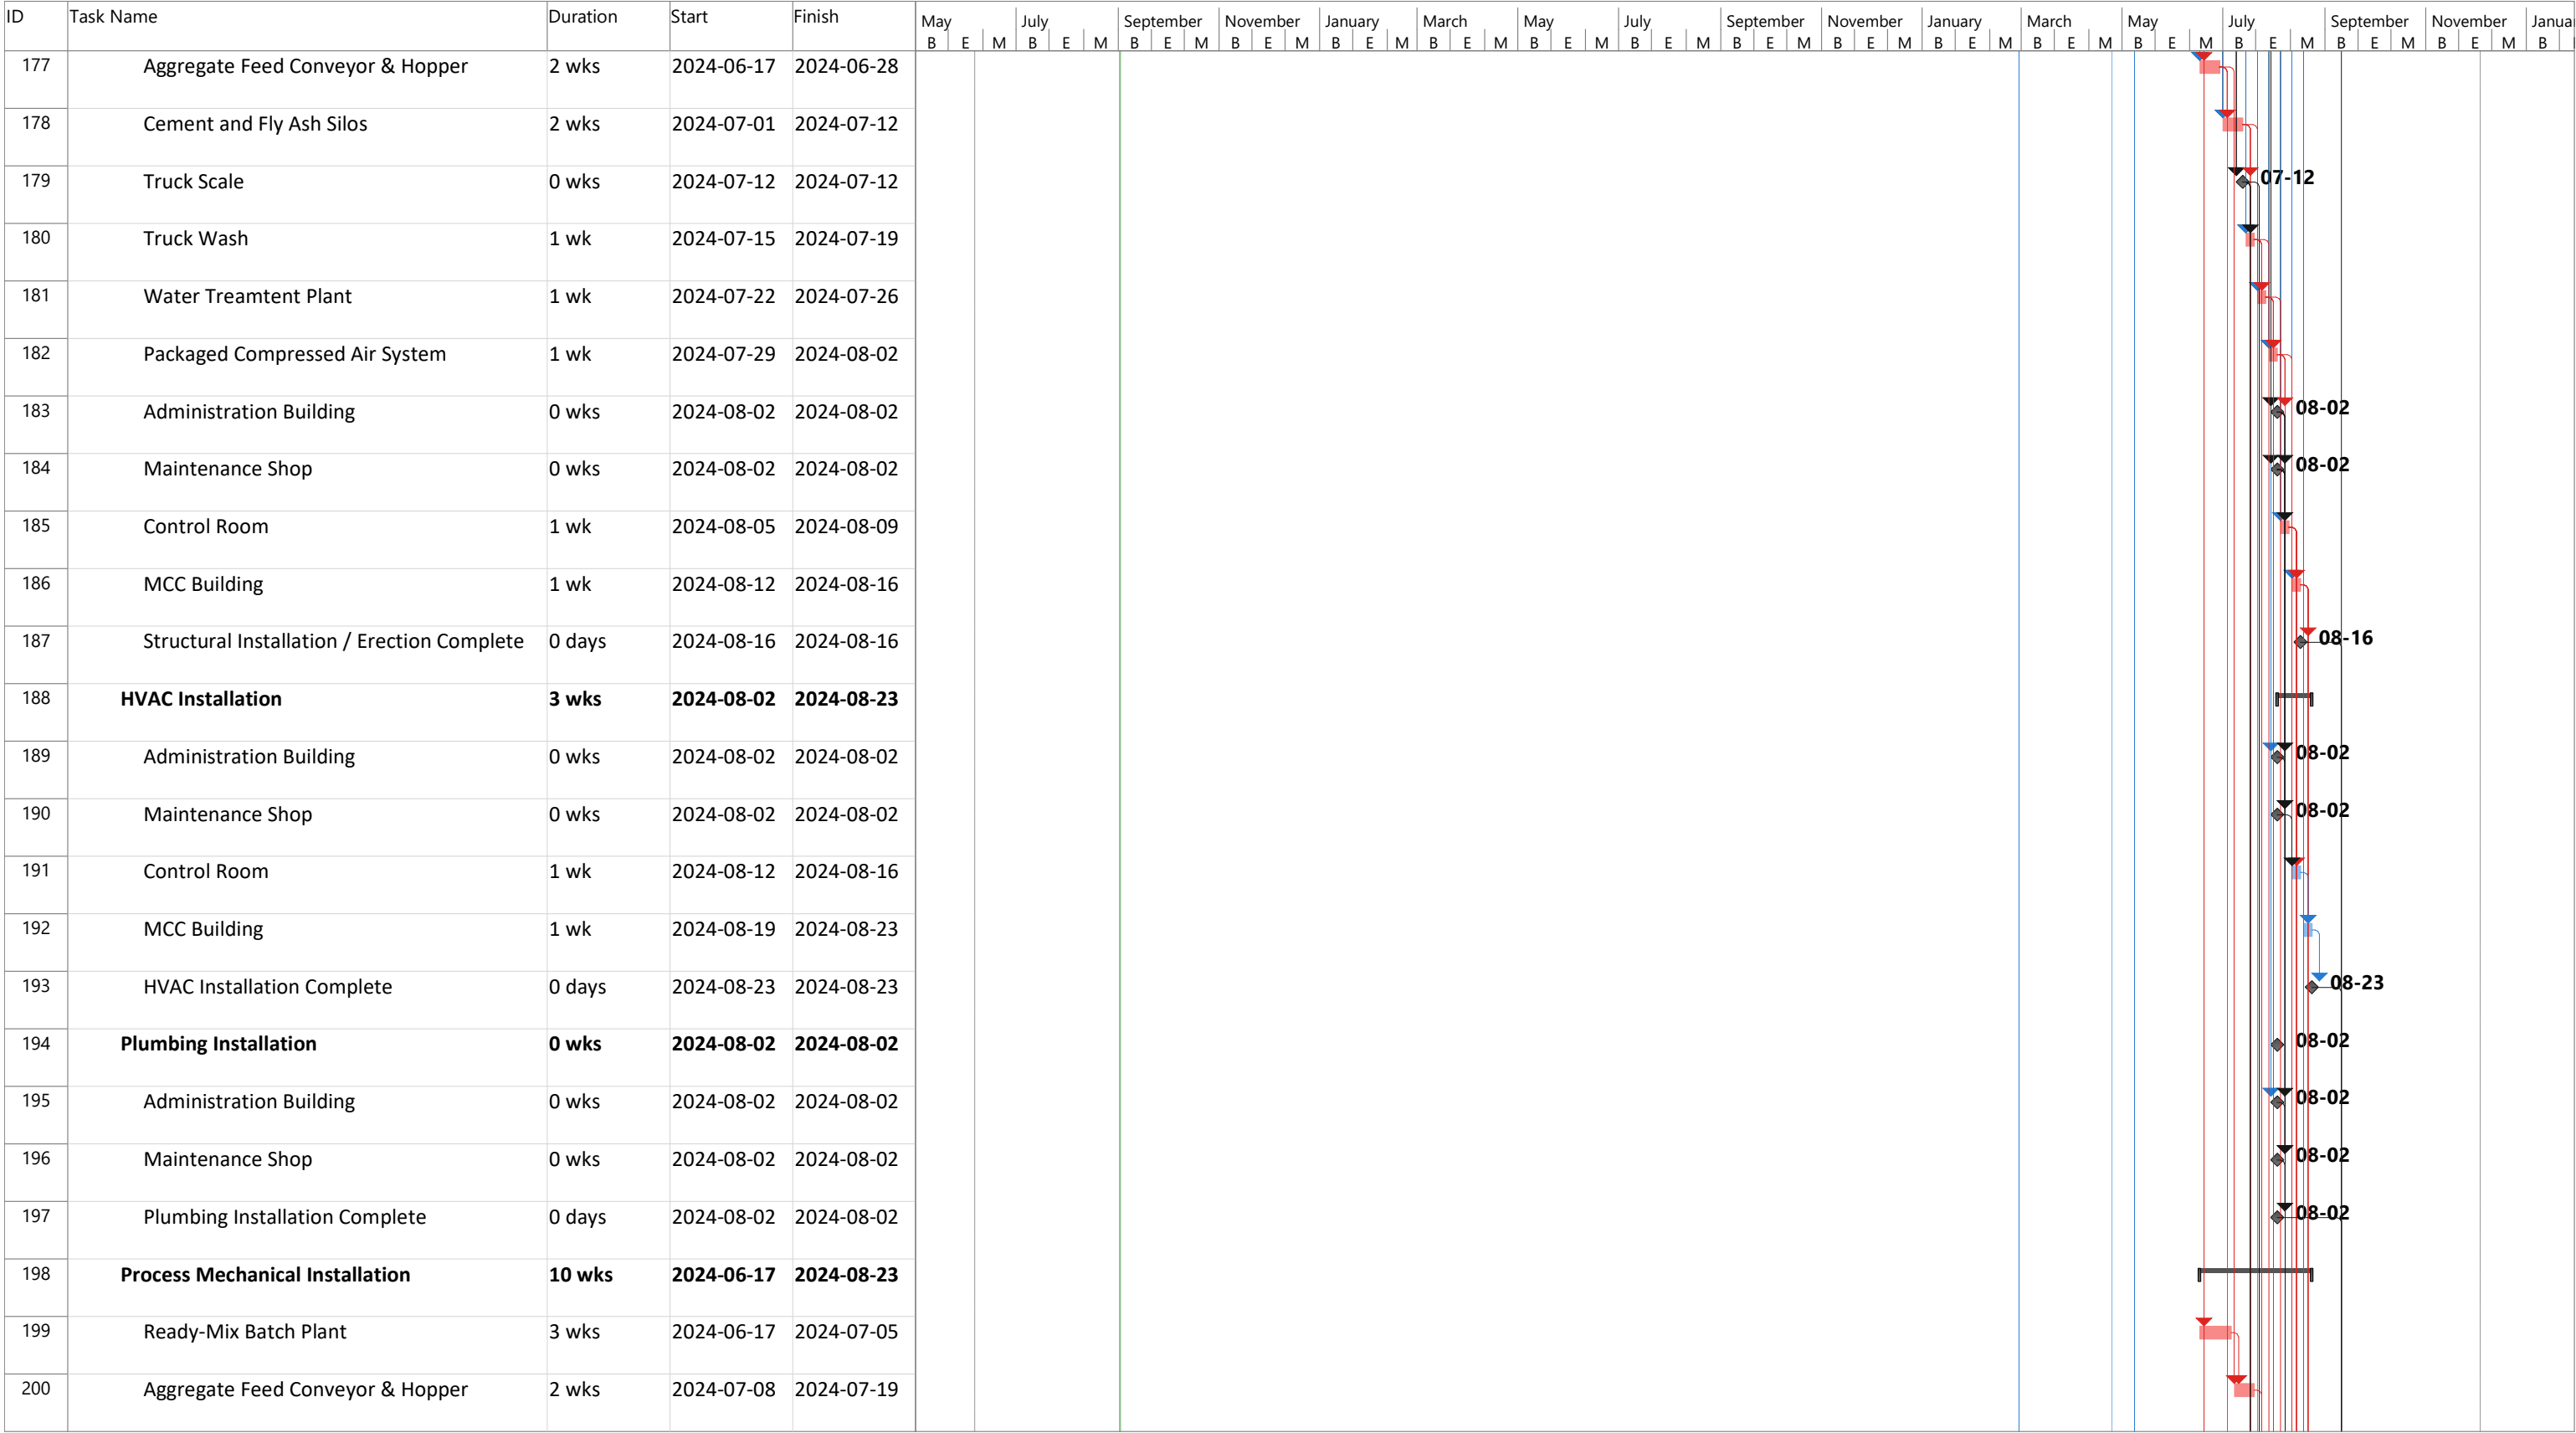 ID Task Name Duration Start Finish May July September November January March May July September November January March May July September November Janua
B E M B E M B E M B E M B E M B E M B E M B E M B E M B E M B E M B E M B E M B E M B E M B E M B
177 Aggregate Feed Conveyor & Hopper 2 wks 2024-06-17 2024-06-28
178 Cement and Fly Ash Silos 2 wks 2024-07-01 2024-07-12
179 Truck Scale 0 wks 2024-07-12 2024-07-12 07-12
180 Truck Wash 1 wk 2024-07-15 2024-07-19
181 Water Treamtent Plant 1 wk 2024-07-22 2024-07-26
182 Packaged Compressed Air System 1 wk 2024-07-29 2024-08-02
183 Administration Building 0 wks 2024-08-02 2024-08-02 08-02
184 Maintenance Shop 0 wks 2024-08-02 2024-08-02 08-02
185 Control Room 1 wk 2024-08-05 2024-08-09
186 MCC Building 1 wk 2024-08-12 2024-08-16
187 Structural Installation / Erection Complete 0 days 2024-08-16 2024-08-16 08-16
188 HVAC Installation 3 wks 2024-08-02 2024-08-23
189 Administration Building 0 wks 2024-08-02 2024-08-02 08-02
190 Maintenance Shop 0 wks 2024-08-02 2024-08-02 08-02
191 Control Room 1 wk 2024-08-12 2024-08-16
192 MCC Building 1 wk 2024-08-19 2024-08-23
193 HVAC Installation Complete 0 days 2024-08-23 2024-08-23 08-23
194 Plumbing Installation 0 wks 2024-08-02 2024-08-02 08-02
195 Administration Building 0 wks 2024-08-02 2024-08-02 08-02
196 Maintenance Shop 0 wks 2024-08-02 2024-08-02 08-02
197 Plumbing Installation Complete 0 days 2024-08-02 2024-08-02 08-02
198 Process Mechanical Installation 10 wks 2024-06-17 2024-08-23
199 Ready-Mix Batch Plant 3 wks 2024-06-17 2024-07-05
200 Aggregate Feed Conveyor & Hopper 2 wks 2024-07-08 2024-07-19